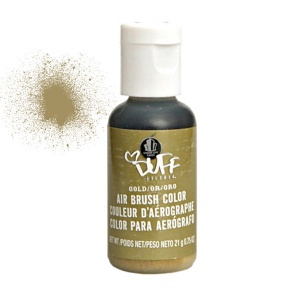 DUFF
GOLD/OR/ORO
AIR BRUSH COLOR
COULEUR D'AÉROGRAPHE
COLOR PARA AERÓGRAFO
NET WT./POIDS NET/PESO NETO 21 g 0.75 oz